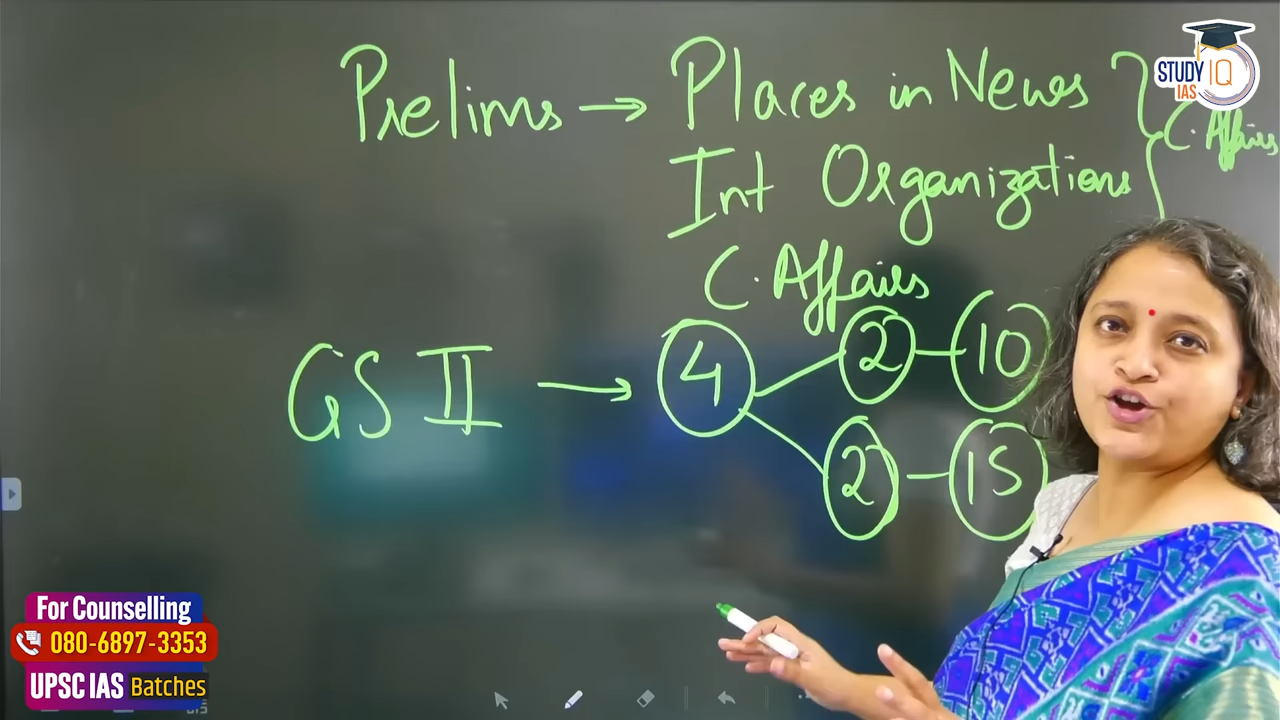 Prelims → Places in News
STUDY IQ
IAS
C. Affairs
Int Organizations
C. Affairs
GS II → 4
2 - 10
2 - 15
For Counselling
080-6897-3353
UPSC IAS Batches